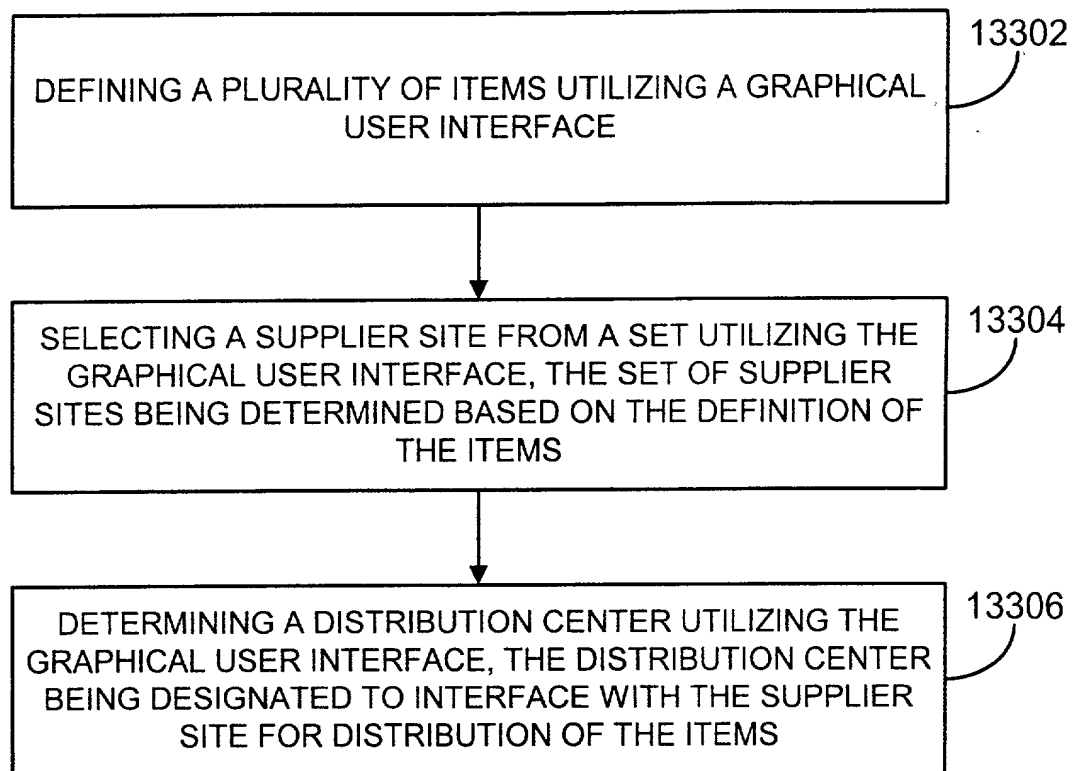 13302
DEFINING A PLURALITY OF ITEMS UTILIZING A GRAPHICAL
USER INTERFACE
13304
SELECTING A SUPPLIER SITE FROM A SET UTILIZING THE
GRAPHICAL USER INTERFACE, THE SET OF SUPPLIER
SITES BEING DETERMINED BASED ON THE DEFINITION OF
THE ITEMS
13306
DETERMINING A DISTRIBUTION CENTER UTILIZING THE
GRAPHICAL USER INTERFACE, THE DISTRIBUTION CENTER
BEING DESIGNATED TO INTERFACE WITH THE SUPPLIER
SITE FOR DISTRIBUTION OF THE ITEMS